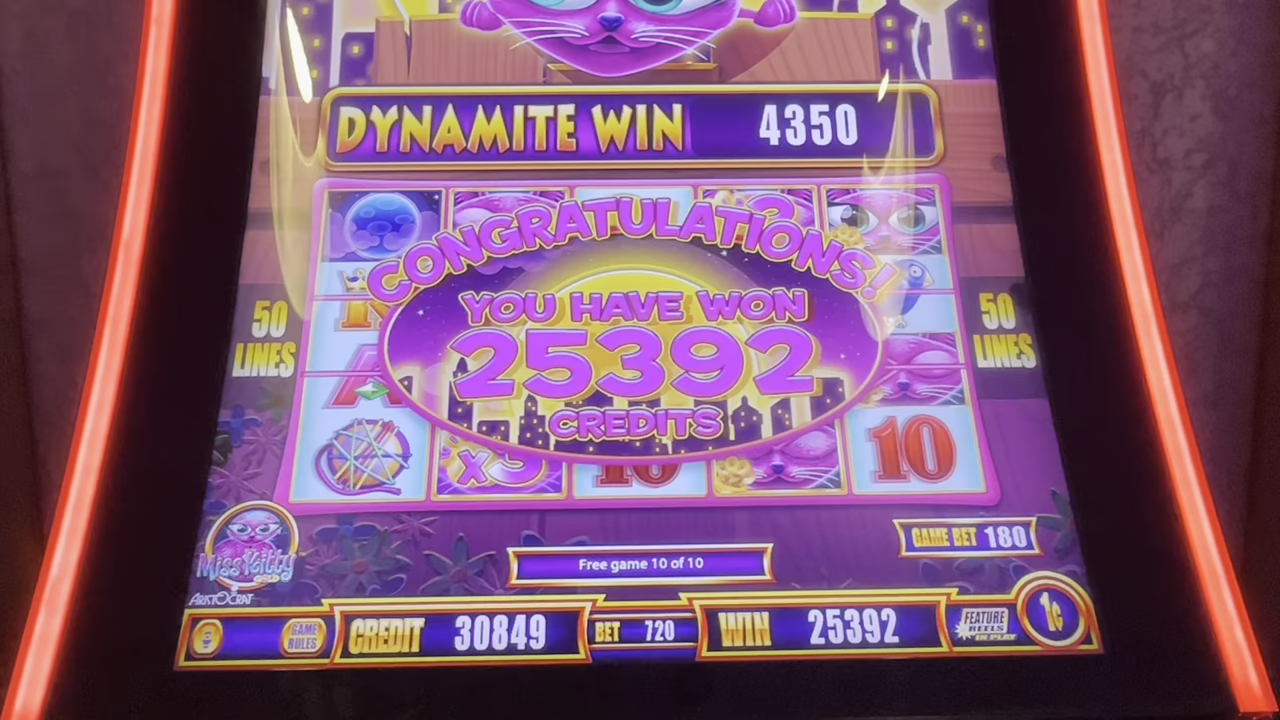 DYNAMITE WIN 4350
CONGRATULATIONS!
YOU HAVE WON
25392
CREDITS
50
LINES
50
LINES
A
X3
10
10
Miss Kitty
GOLD
ARISTOCRAT
GAME BET 180
Free game 10 of 10
GAME
RULES
CREDIT 30849
BET 720
WIN 25392
FEATURE
REELS
IN PLAY
1¢